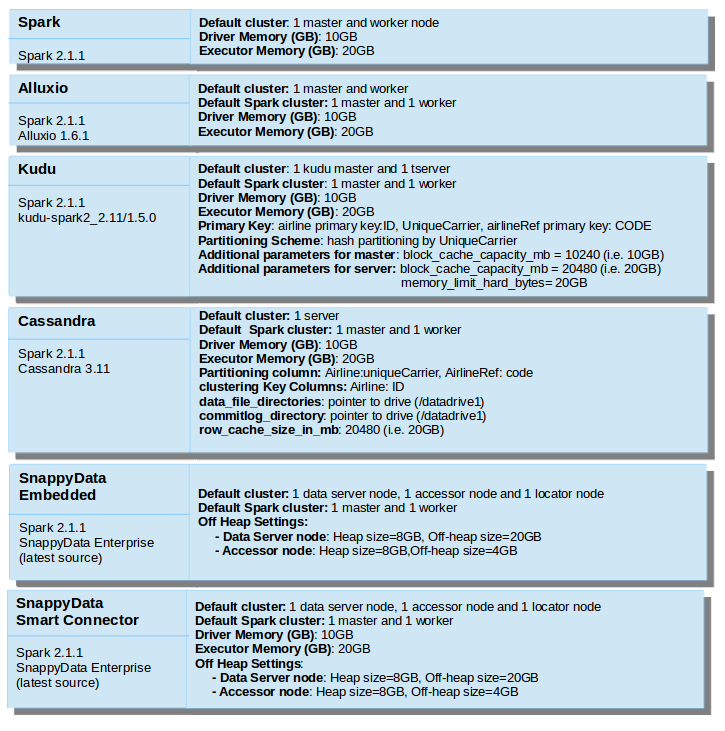 Spark
Spark 2.1.1
Default cluster: 1 master and worker node
Driver Memory (GB): 10GB
Executor Memory (GB): 20GB
Alluxio
Spark 2.1.1
Alluxio 1.6.1
Default cluster: 1 master and worker
Default Spark cluster: 1 master and 1 worker
Driver Memory (GB): 10GB
Executor Memory (GB): 20GB
Kudu
Spark 2.1.1
kudu-spark2_2.11/1.5.0
Default cluster: 1 kudu master and 1 tserver
Default Spark cluster: 1 master and 1 worker
Driver Memory (GB): 10GB
Executor Memory (GB): 20GB
Primary Key: airline primary key:ID, UniqueCarrier, airlineRef primary key: CODE
Partitioning Scheme: hash partitioning by UniqueCarrier
Additional parameters for master: block_cache_capacity_mb = 10240 (i.e. 10GB)
Additional parameters for server: block_cache_capacity_mb = 20480 (i.e. 20GB)
memory_limit_hard_bytes= 20GB
Cassandra
Spark 2.1.1
Cassandra 3.11
Default cluster: 1 server
Default Spark cluster: 1 master and 1 worker
Driver Memory (GB): 10GB
Executor Memory (GB): 20GB
Partitioning column: Airline:uniqueCarrier, AirlineRef: code
clustering Key Columns: Airline: ID
data_file_directories: pointer to drive (/datadrive1)
commitlog_directory: pointer to drive (/datadrive1)
row_cache_size_in_mb: 20480 (i.e. 20GB)
SnappyData
Embedded
Spark 2.1.1
SnappyData Enterprise
(latest source)
Default cluster: 1 data server node, 1 accessor node and 1 locator node
Default Spark cluster: 1 master and 1 worker
Off Heap Settings:
- Data Server node: Heap size=8GB, Off-heap size=20GB
- Accessor node: Heap size=8GB,Off-heap size=4GB
SnappyData
Smart Connector
Spark 2.1.1
SnappyData Enterprise
(latest source)
Default cluster: 1 data server node, 1 accessor node and 1 locator node
Default Spark cluster: 1 master and 1 worker
Driver Memory (GB): 10GB
Executor Memory (GB): 20GB
Off Heap Settings:
- Data Server node: Heap size=8GB, Off-heap size=20GB
- Accessor node: Heap size=8GB, Off-heap size=4GB